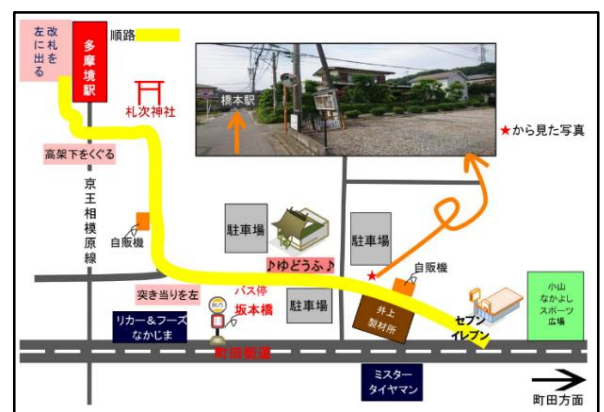 改札を
左に出る
多摩境駅
順路
札次神社
橋本駅
★から見た写真
高架下をくぐる
京王相模原線
自販機
駐車場
♪ゆどうふ♪
駐車場
★
自販機
突き当りを左
バス停
坂本橋
駐車場
井上
製材所
セブン
イレブン
小山
なかよし
スポーツ
広場
リカー＆フーズ
なかじま
町田街道
ミスター
タイヤマン
町田方面